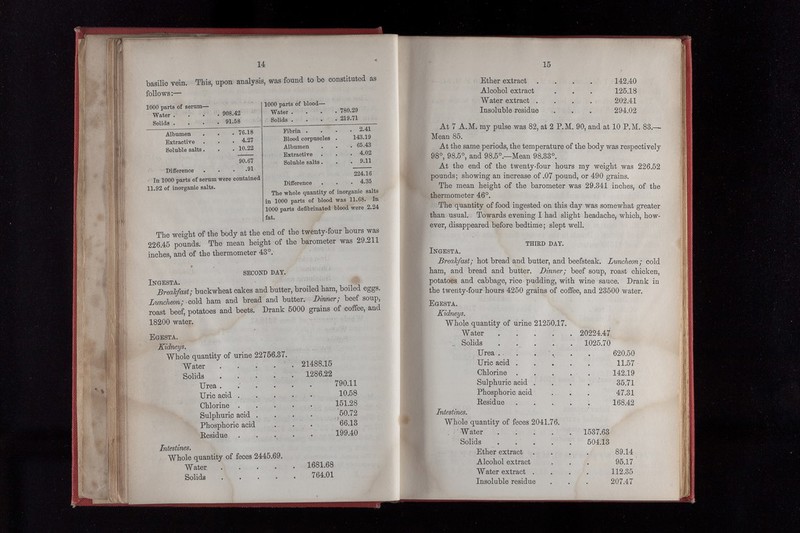 14
basilic vein. This, upon analysis, was found to be constituted as
follows:—
1000 parts of serum—
Water . . . . 908.42
Solids . . . . 91.58
Albumen . . . 76.18
Extractive . . . 4.27
Soluble salts . . . 10.22
90.67
Difference . . . .91
In 1000 parts of serum were contained
11.92 of inorganic salts.
1000 parts of blood—
Water . . . . 780.29
Solids . . . . 219.71
Fibrin . . . . 2.41
Blood corpuscles . 143.19
Albumen . . . 65.43
Extractive . . . 4.02
Soluble salts . . . 9.11
224.16
Difference . . . 4.35
The whole quantity of inorganic salts
in 1000 parts of blood was 11.68. In
1000 parts defibrinated blood were 2.24
fat.
The weight of the body at the end of the twenty-four hours was
226.45 pounds. The mean height of the barometer was 29.211
inches, and of the thermometer 43°.
SECOND DAY.
INGESTA.
Breakfast; buckwheat cakes and butter, broiled ham, boiled eggs.
Luncheon; cold ham and bread and butter. Dinner; beef soup,
roast beef, potatoes and beets. Drank 5000 grains of coffee, and
18200 water.
EGESTA.
Kidneys.
Whole quantity of urine 22756.37.
Water . . . . . 21488.15
Solids . . . . . 1286.22
Urea . . . . . 790.11
Uric acid . . . . . 10.58
Chlorine . . . . . 151.28
Sulphuric acid . . . . 50.72
Phosphoric acid . . . 66.13
Residue . . . . . 199.40
Intestines.
Whole quantity of feces 2445.69.
Water . . . . . 1681.68
Solids . . . . . 764.01
15
Ether extract . . . . 142.40
Alcohol extract . . . 125.18
Water extract . . . . 202.41
Insoluble residue . . . 294.02
At 7 A.M. my pulse was 82, at 2 P.M. 90, and at 10 P.M. 83.—
Mean 85.
At the same periods, the temperature of the body was respectively
98°, 98.5°, and 98.5°.—Mean 98.33°.
At the end of the twenty-four hours my weight was 226.52
pounds; showing an increase of .07 pound, or 490 grains.
The mean height of the barometer was 29.341 inches, of the
thermometer 46°.
The quantity of food ingested on this day was somewhat greater
than usual. Towards evening I had slight headache, which, how-
ever, disappeared before bedtime; slept well.
THIRD DAY.
INGESTA.
Breakfast; hot bread and butter, and beefsteak. Luncheon; cold
ham, and bread and butter. Dinner; beef soup, roast chicken,
potatoes and cabbage, rice pudding, with wine sauce. Drank in
the twenty-four hours 4250 grains of coffee, and 23500 water.
EGESTA.
Kidneys.
Whole quantity of urine 21250.17.
Water . . . . . 20224.47
Solids . . . . . 1025.70
Urea . . . . . 620.50
Uric acid . . . . . 11.57
Chlorine . . . . . 142.19
Sulphuric acid . . . . 35.71
Phosphoric acid . . . 47.31
Residue . . . . . 168.42
Intestines.
Whole quantity of feces 2041.76.
Water . . . . . 1537.63
Solids . . . . . 504.13
Ether extract . . . . 89.14
Alcohol extract . . . 95.17
Water extract . . . . 112.35
Insoluble residue . . . 207.47